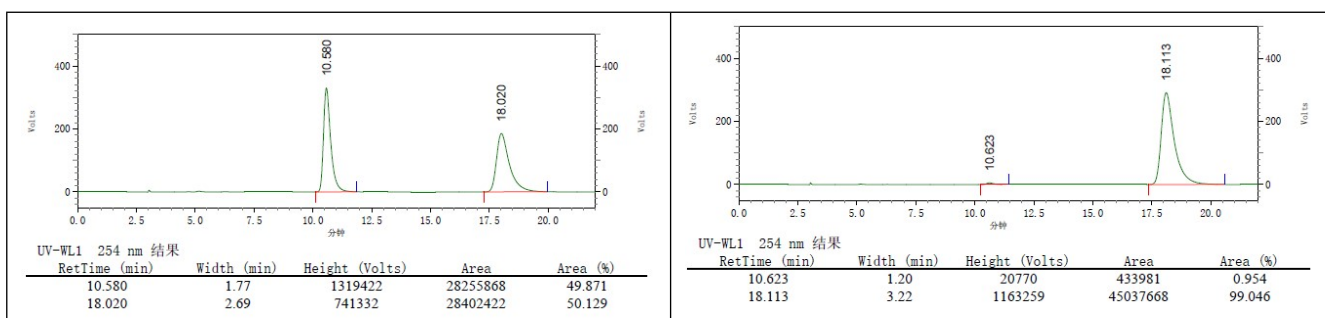 10.580
18.020
400
200
0
Volts
400
200
0
Volts
0.0 2.5 5.0 7.5 10.0 12.5 15.0 17.5 20.0
分钟
UV-WL1 254 nm 结果
RetTime (min) Width (min) Height (Volts) Area Area (%)
10.580 1.77 1319422 28255868 49.871
18.020 2.69 741332 28402422 50.129
10.623
18.113
400
200
0
Volts
400
200
0
Volts
0.0 2.5 5.0 7.5 10.0 12.5 15.0 17.5 20.0
分钟
UV-WL1 254 nm 结果
RetTime (min) Width (min) Height (Volts) Area Area (%)
10.623 1.20 20770 433981 0.954
18.113 3.22 1163259 45037668 99.046